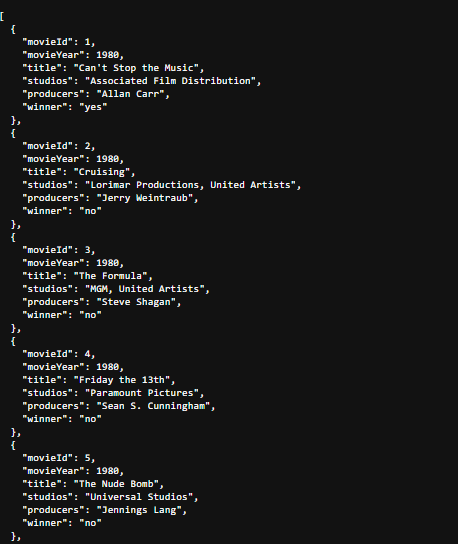 [
  {
    "movieId": 1,
    "movieYear": 1980,
    "title": "Can't Stop the Music",
    "studios": "Associated Film Distribution",
    "producers": "Allan Carr",
    "winner": "yes"
  },
  {
    "movieId": 2,
    "movieYear": 1980,
    "title": "Cruising",
    "studios": "Lorimar Productions, United Artists",
    "producers": "Jerry Weintraub",
    "winner": "no"
  },
  {
    "movieId": 3,
    "movieYear": 1980,
    "title": "The Formula",
    "studios": "MGM, United Artists",
    "producers": "Steve Shagan",
    "winner": "no"
  },
  {
    "movieId": 4,
    "movieYear": 1980,
    "title": "Friday the 13th",
    "studios": "Paramount Pictures",
    "producers": "Sean S. Cunningham",
    "winner": "no"
  },
  {
    "movieId": 5,
    "movieYear": 1980,
    "title": "The Nude Bomb",
    "studios": "Universal Studios",
    "producers": "Jennings Lang",
    "winner": "no"
  },